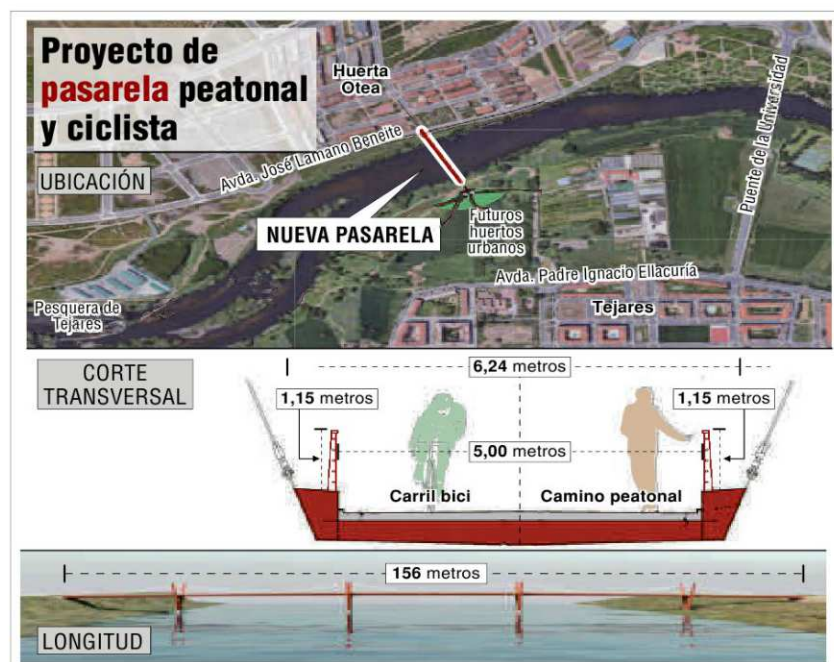 Proyecto de
pasarela peatonal
y ciclista
UBICACIÓN
Huerta
Otea
Avda. José Lamano Beneite
NUEVA PASARELA
Futuros
huertos
urbanos
Puente de la Universidad
Avda. Padre Ignacio Ellacuría
Pesquera de
Tejares
Tejares
CORTE
TRANSVERSAL
6,24 metros
1,15 metros
1,15 metros
5,00 metros
Carril bici
Camino peatonal
156 metros
LONGITUD